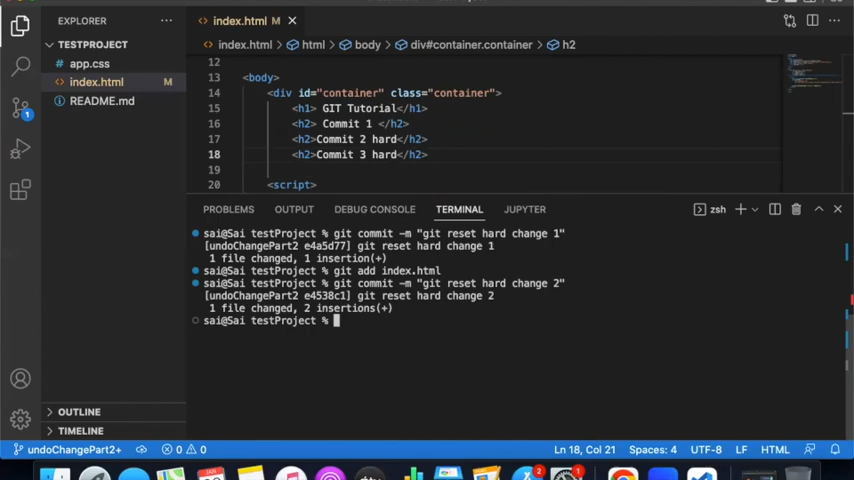 EXPLORER
index.html M
TESTPROJECT
app.css
index.html M
README.md
1
index.html > html > body > div#container.container > h2
12
13 <body>
14 <div id="container" class="container">
15 <h1> GIT Tutorial</h1>
16 <h2> Commit 1 </h2>
17 <h2>Commit 2 hard</h2>
18 <h2>Commit 3 hard</h2>
19
20 <script>
PROBLEMS OUTPUT DEBUG CONSOLE TERMINAL JUPYTER zsh
sai@Sai testProject % git commit -m "git reset hard change 1"
[undoChangePart2 e4a5d77] git reset hard change 1
1 file changed, 1 insertion(+)
sai@Sai testProject % git add index.html
sai@Sai testProject % git commit -m "git reset hard change 2"
[undoChangePart2 e4538c1] git reset hard change 2
1 file changed, 2 insertions(+)
sai@Sai testProject %
OUTLINE
TIMELINE
undoChangePart2+ 0 0 Ln 18, Col 21 Spaces: 4 UTF-8 LF HTML
2 1